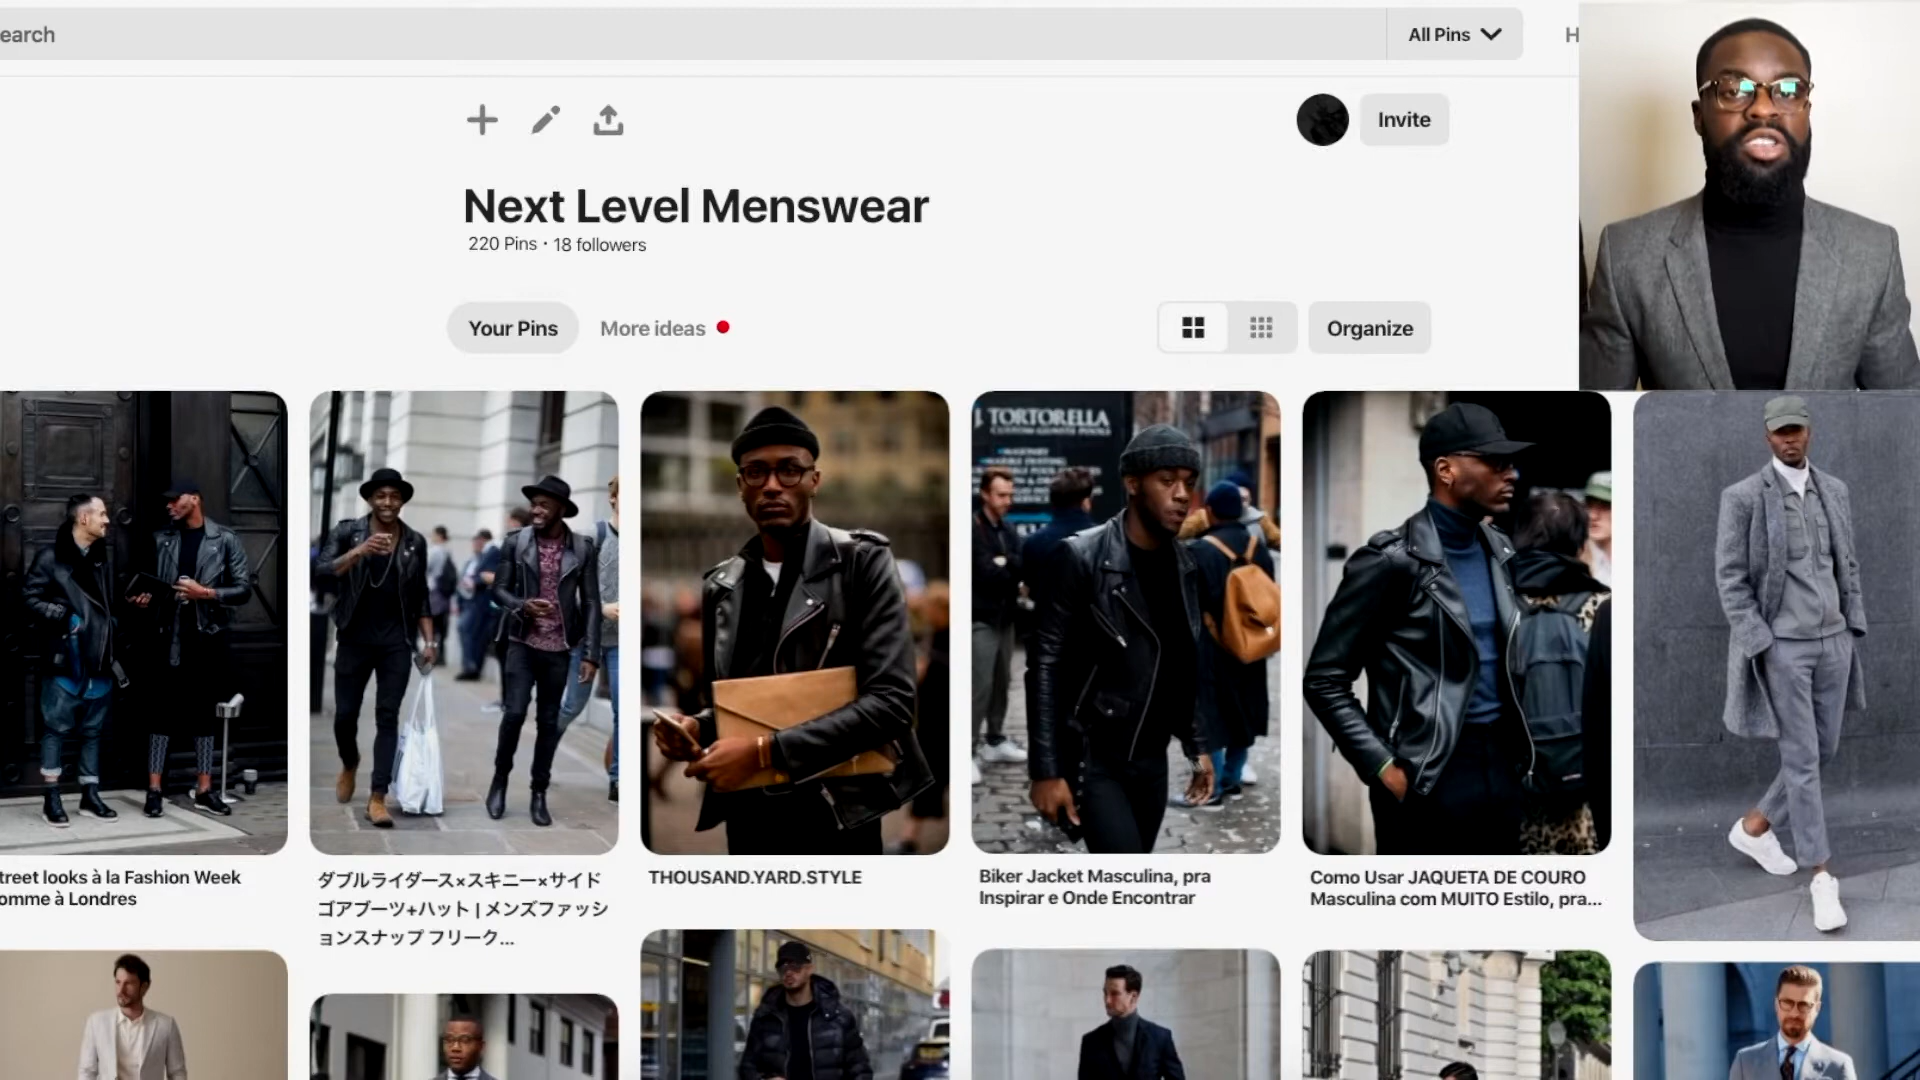 earch
All Pins
H
Invite
Next Level Menswear
220 Pins · 18 followers
Your Pins
More ideas
Organize
J. TORTORELLA
treet looks à la Fashion Week
omme à Londres
ダブルライダース×スキニー×サイド
ゴアブーツ+ハット | メンズファッシ
ョンスナップ フリーク...
THOUSAND.YARD.STYLE
Biker Jacket Masculina, pra
Inspirar e Onde Encontrar
Como Usar JAQUETA DE COURO
Masculina com MUITO Estilo, pra...